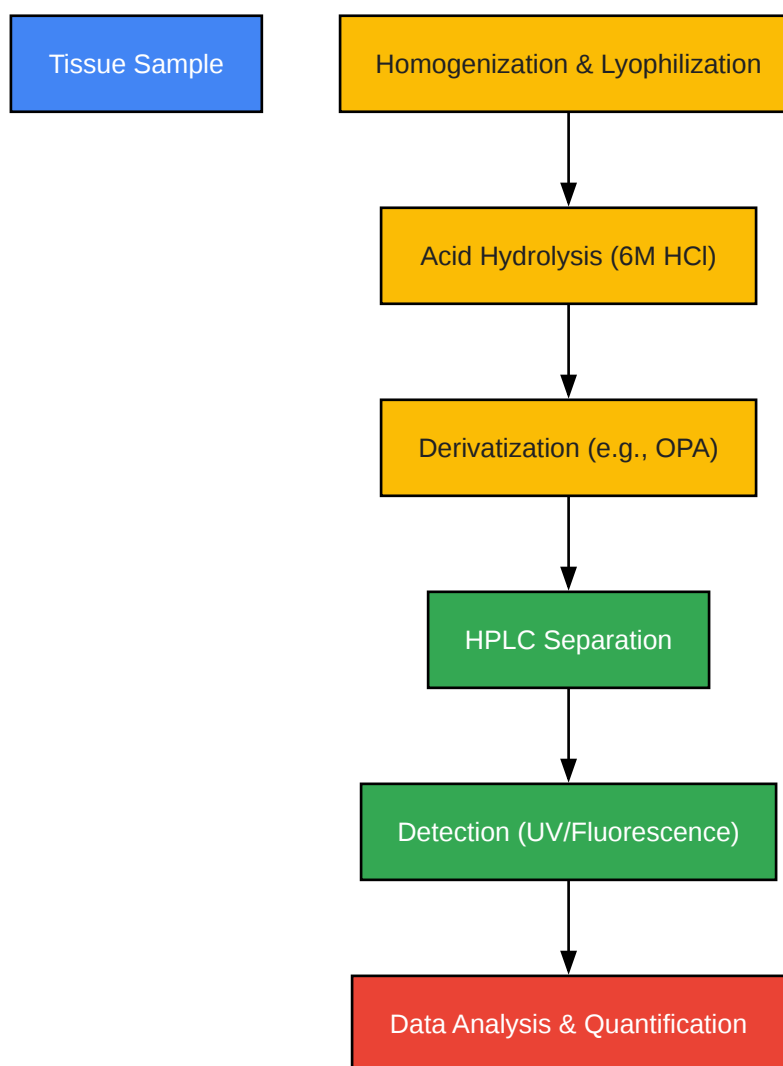 Tissue Sample
Homogenization & Lyophilization
Acid Hydrolysis (6M HCl)
Derivatization (e.g., OPA)
HPLC Separation
Detection (UV/Fluorescence)
Data Analysis & Quantification